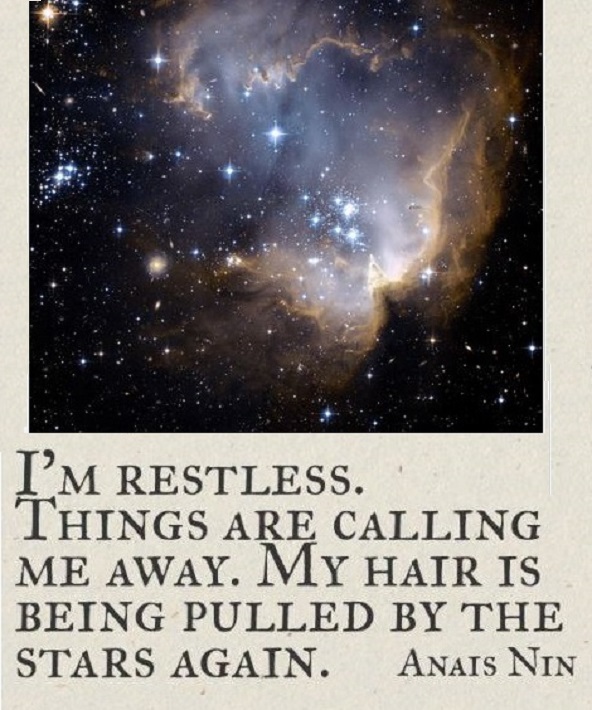 I'm restless.
Things are calling
me away. My hair is
being pulled by the
stars again. Anais Nin